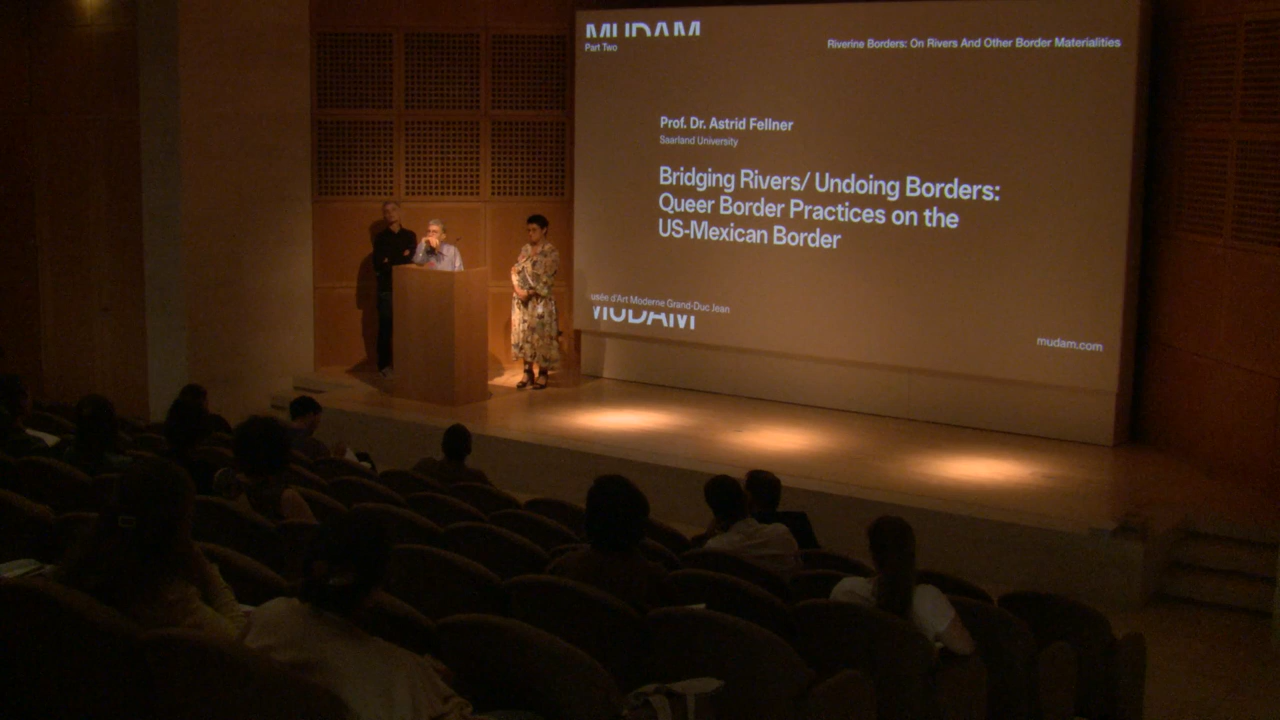 MUDAM
Part Two
Riverine Borders: On Rivers And Other Border Materialities
Prof. Dr. Astrid Fellner
Saarland University
Bridging Rivers/ Undoing Borders:
Queer Border Practices on the
US-Mexican Border
usée d'Art Moderne Grand-Duc Jean
MUDAM
mudam.com